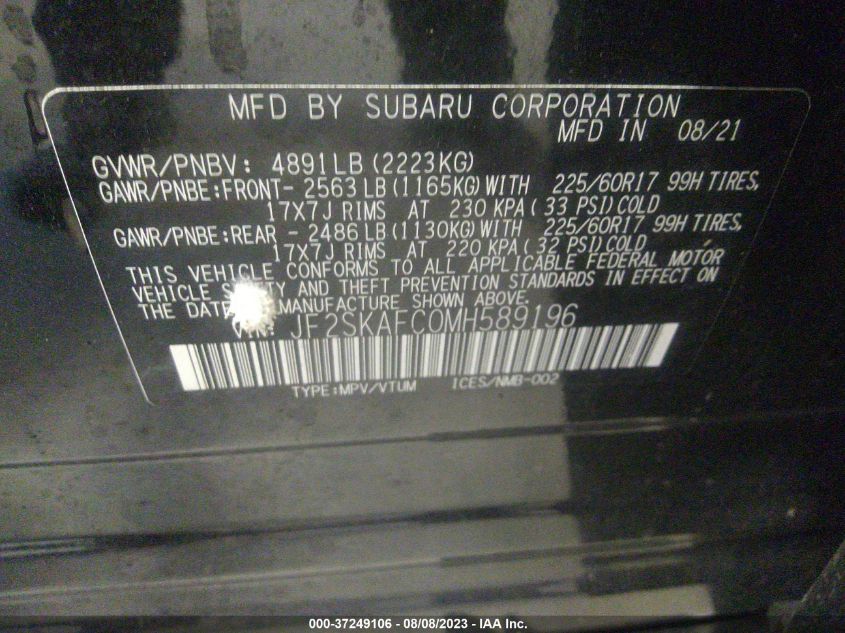 MFD BY SUBARU CORPORATION
MFD IN 08/21
GVWR/PNBV: 4891LB (2223KG)
GAWR/PNBE:FRONT- 2563 LB (1165KG) WITH 225/60R17 99H TIRES,
17X7J RIMS AT 230 KPA ( 33 PSI) COLD
GAWR/PNBE:REAR - 2486 LB (1130KG) WITH 225/60R17 99H TIRES,
17X7J RIMS AT 220 KPA ( 32 PSI) COLD
THIS VEHICLE CONFORMS TO ALL APPLICABLE FEDERAL MOTOR
VEHICLE AND THEFT PREVENTION STANDARDS IN EFFECT ON
THE DATE MANUFACTURE SHOWN ABOVE.
JF2SKAFC0MH589196
TYPE:MPV/VTUM ICES/NMB-002
000-37249106 - 08/08/2023 - IAA Inc.